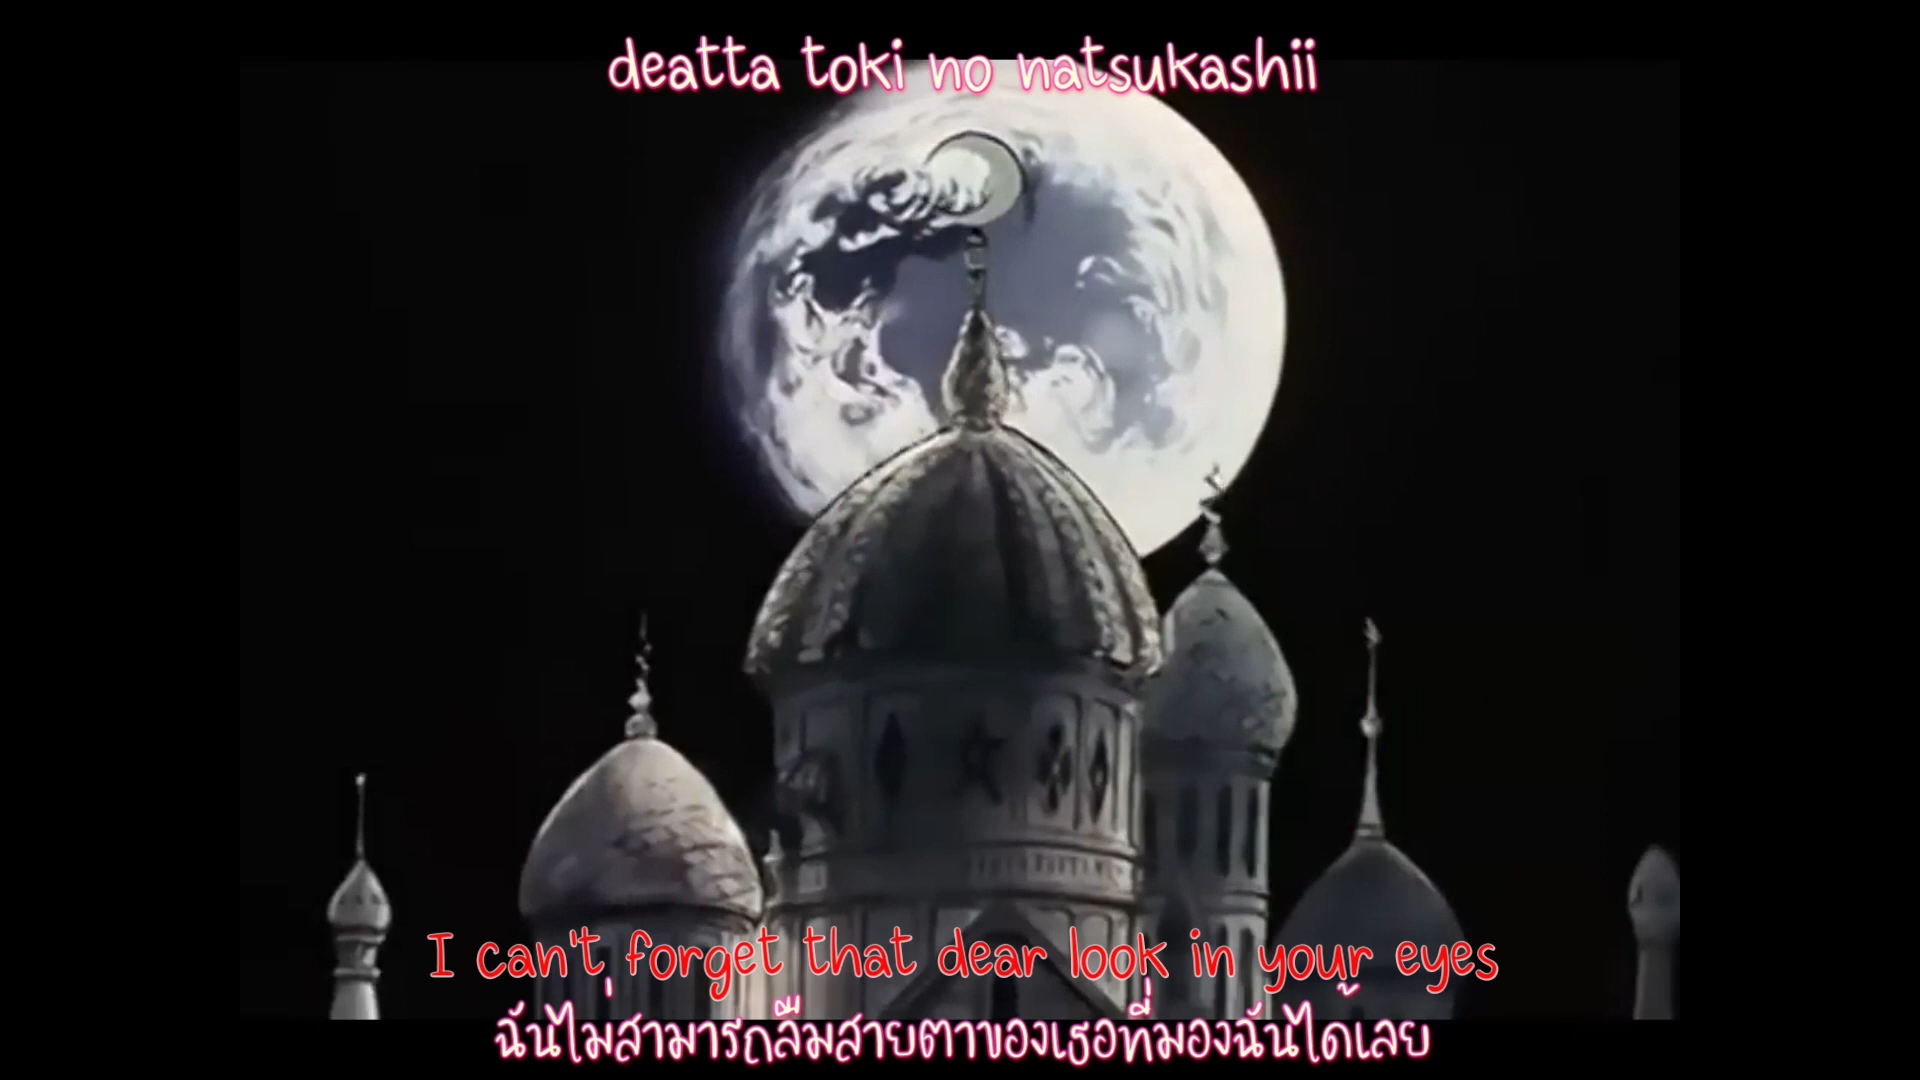 deatta toki no natsukashii
I can't forget that dear look in your eyes
ฉันไม่สามารถลืมสายตาของเธอที่มองฉันได้เลย